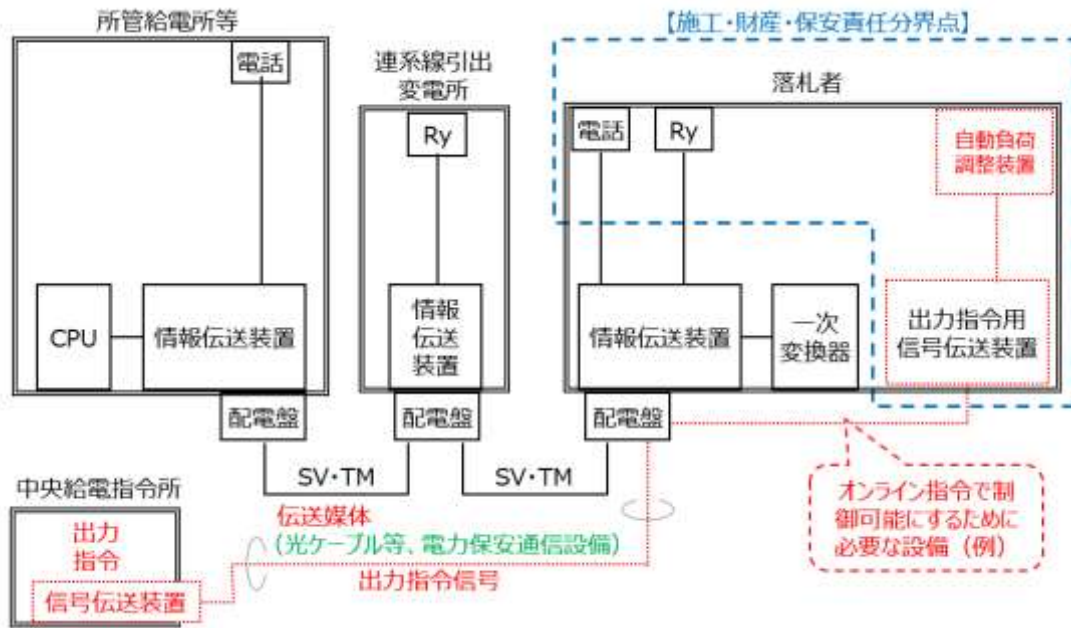 所管給電所等
電話
CPU
情報伝送装置
配電盤
連系線引出
変電所
Ry
情報
伝送
装置
配電盤
【施工・財産・保安責任分界点】
落札者
電話
Ry
自動負荷
調整装置
情報伝送装置
一次
変換器
出力指令用
信号伝送装置
配電盤
SV・TM
SV・TM
中央給電指令所
出力
指令
信号伝送装置
伝送媒体
(光ケーブル等、電力保安通信設備)
出力指令信号
オンライン指令で制
御可能にするために
必要な設備(例)